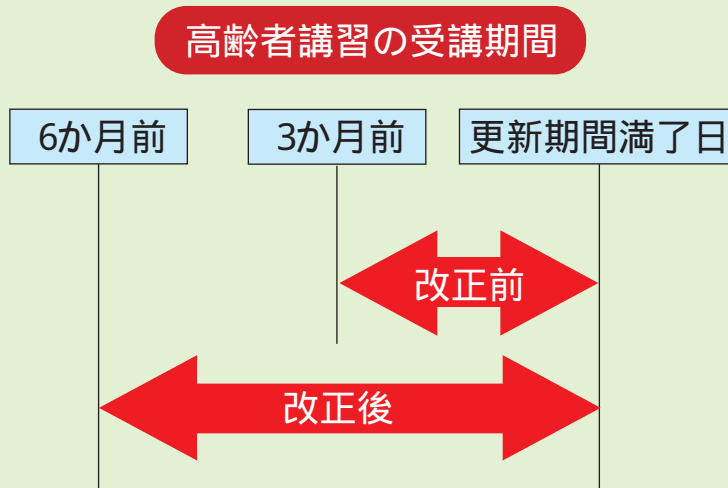 高齢者講習の受講期間
6か月前
3か月前
更新期間満了日
改正前
改正後